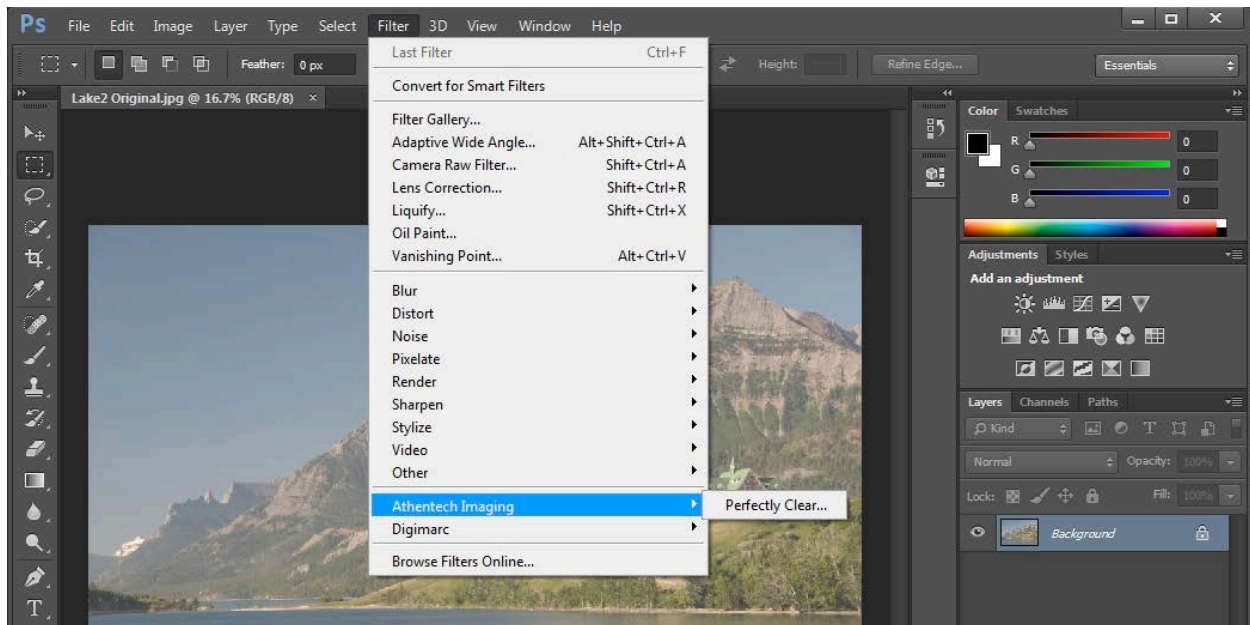 Ps File Edit Image Layer Type Select Filter 3D View Window Help
Feather: 0 px Height: Refine Edge... Essentials
Lake2 Original.jpg @ 16.7% (RGB/8) ×
Last Filter Ctrl+F
Convert for Smart Filters
Filter Gallery...
Adaptive Wide Angle... Alt+Shift+Ctrl+A
Camera Raw Filter... Shift+Ctrl+A
Lens Correction... Shift+Ctrl+R
Liquify... Shift+Ctrl+X
Oil Paint...
Vanishing Point... Alt+Ctrl+V
Blur
Distort
Noise
Pixelate
Render
Sharpen
Stylize
Video
Other
Athentech Imaging
Perfectly Clear...
Digimarc
Browse Filters Online...
Color Swatches
R 0
G 0
B 0
Adjustments Styles
Add an adjustment
Layers Channels Paths
Kind
Normal Opacity: 100%
Lock: Fill: 100%
Background
T